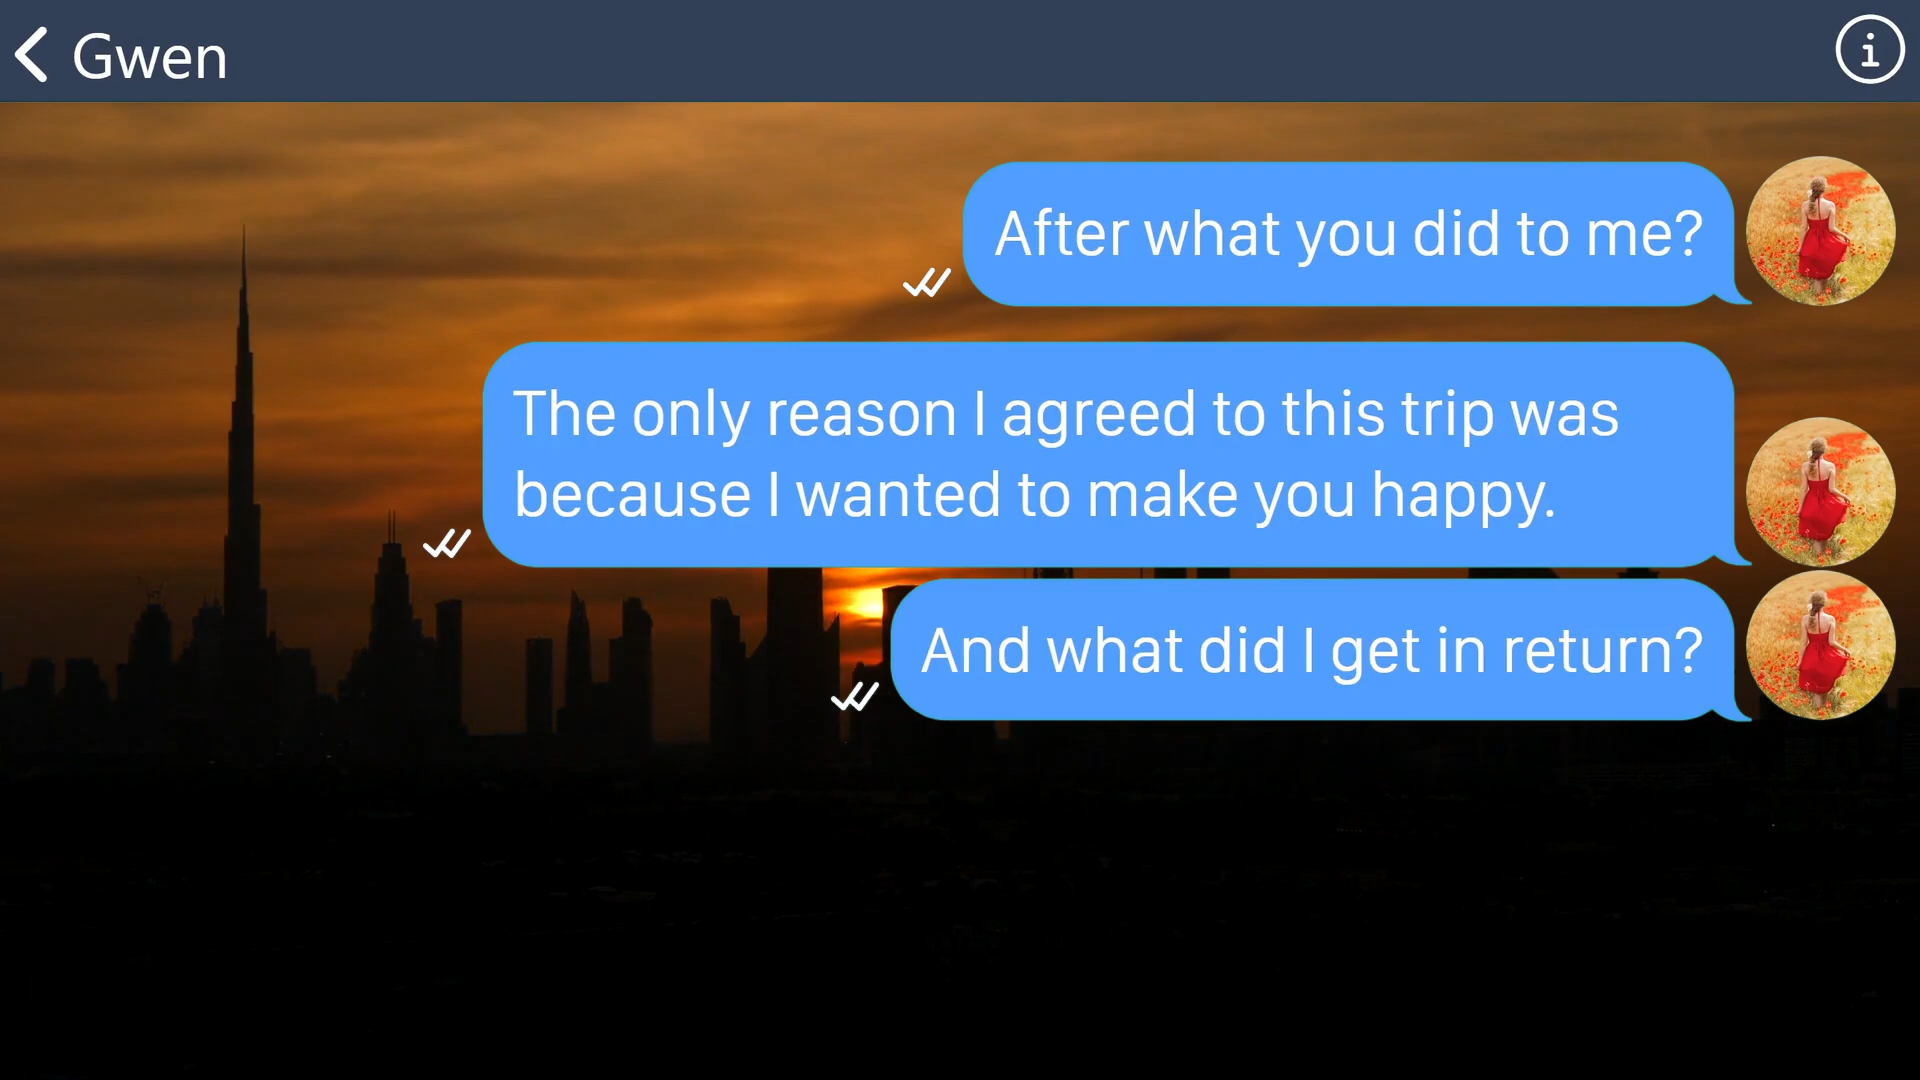 Gwen
After what you did to me?
The only reason I agreed to this trip was
because I wanted to make you happy.
And what did I get in return?